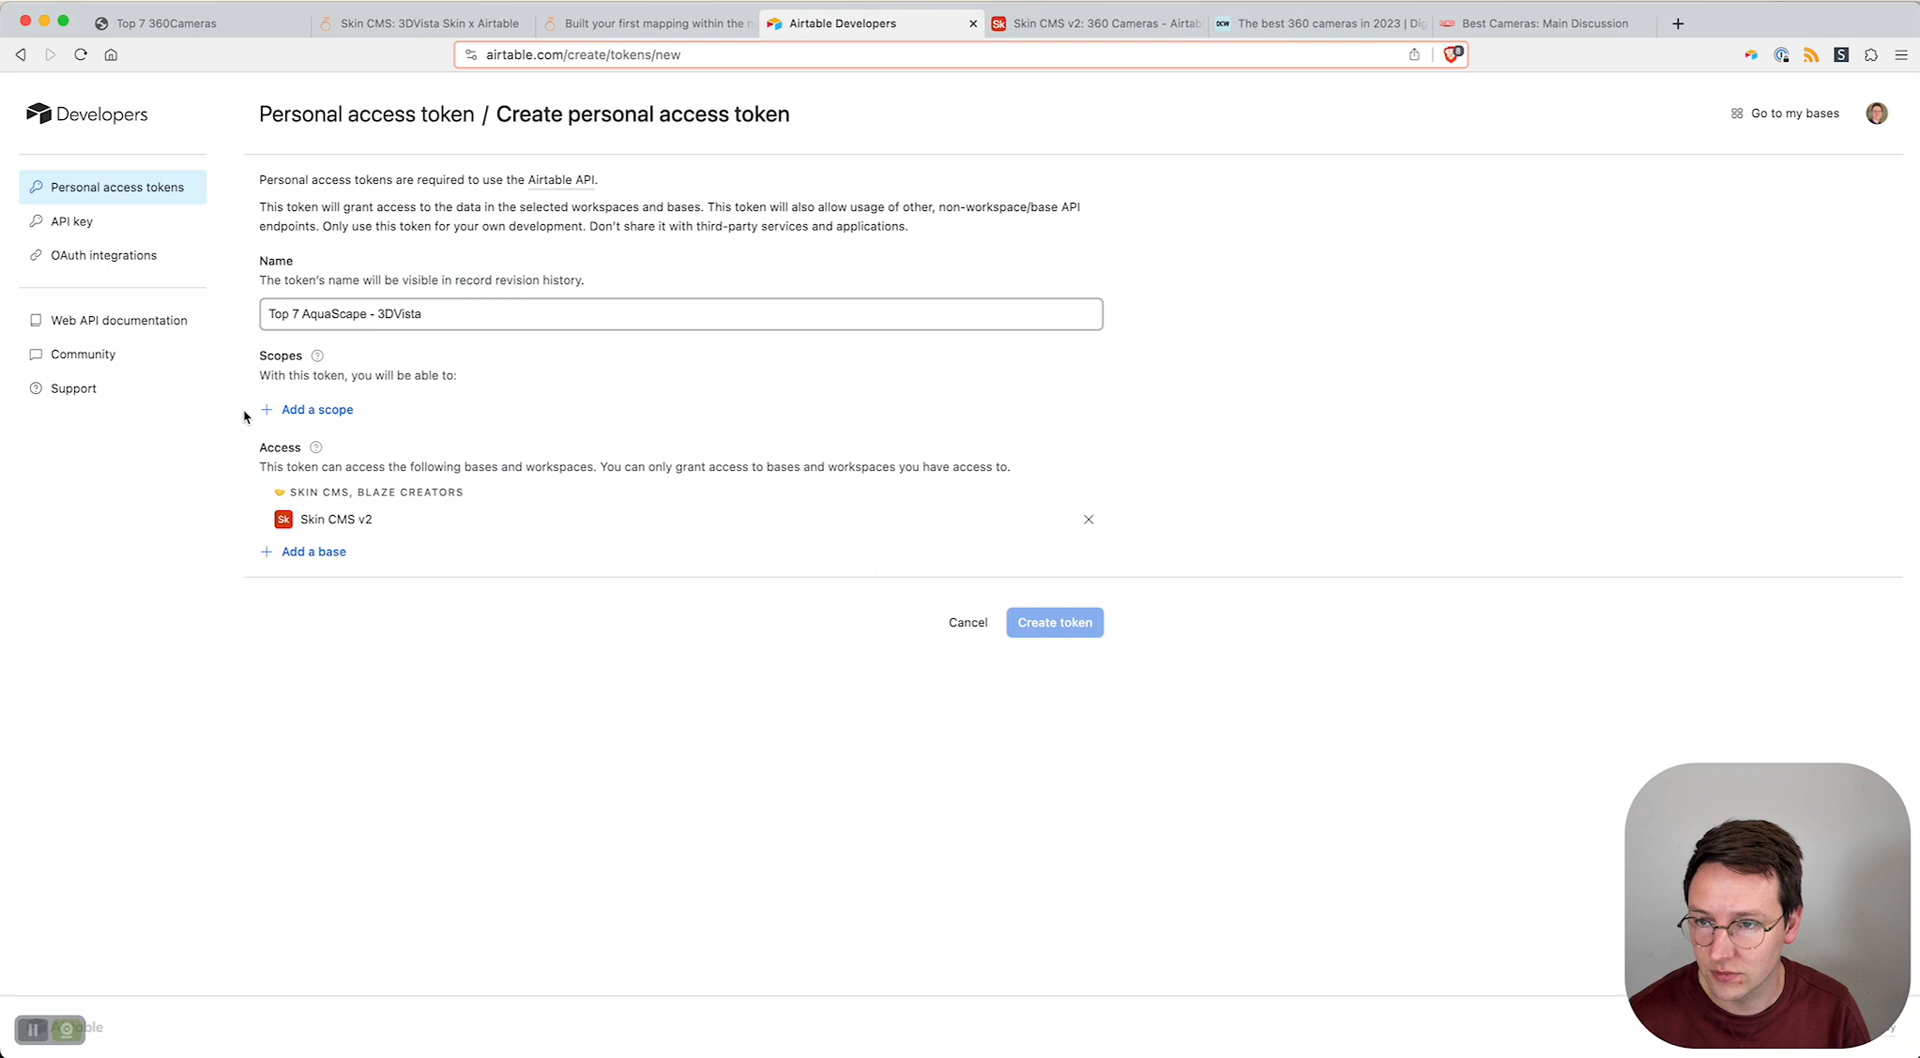 Top 7 360Cameras
Skin CMS: 3DVista Skin x Airtable
Built your first mapping within the n
Airtable Developers
Sk Skin CMS v2: 360 Cameras - Airtab
DCW The best 360 cameras in 2023 | Dig
Best Cameras: Main Discussion
airtable.com/create/tokens/new
8
S
Developers
Personal access token / Create personal access token
Go to my bases
Personal access tokens
API key
OAuth integrations
Web API documentation
Community
Support
Personal access tokens are required to use the Airtable API.
This token will grant access to the data in the selected workspaces and bases. This token will also allow usage of other, non-workspace/base API
endpoints. Only use this token for your own development. Don't share it with third-party services and applications.
Name
The token's name will be visible in record revision history.
Top 7 AquaScape - 3DVista
Scopes ?
With this token, you will be able to:
+ Add a scope
Access ?
This token can access the following bases and workspaces. You can only grant access to bases and workspaces you have access to.
SKIN CMS, BLAZE CREATORS
Sk Skin CMS v2
+ Add a base
Cancel
Create token